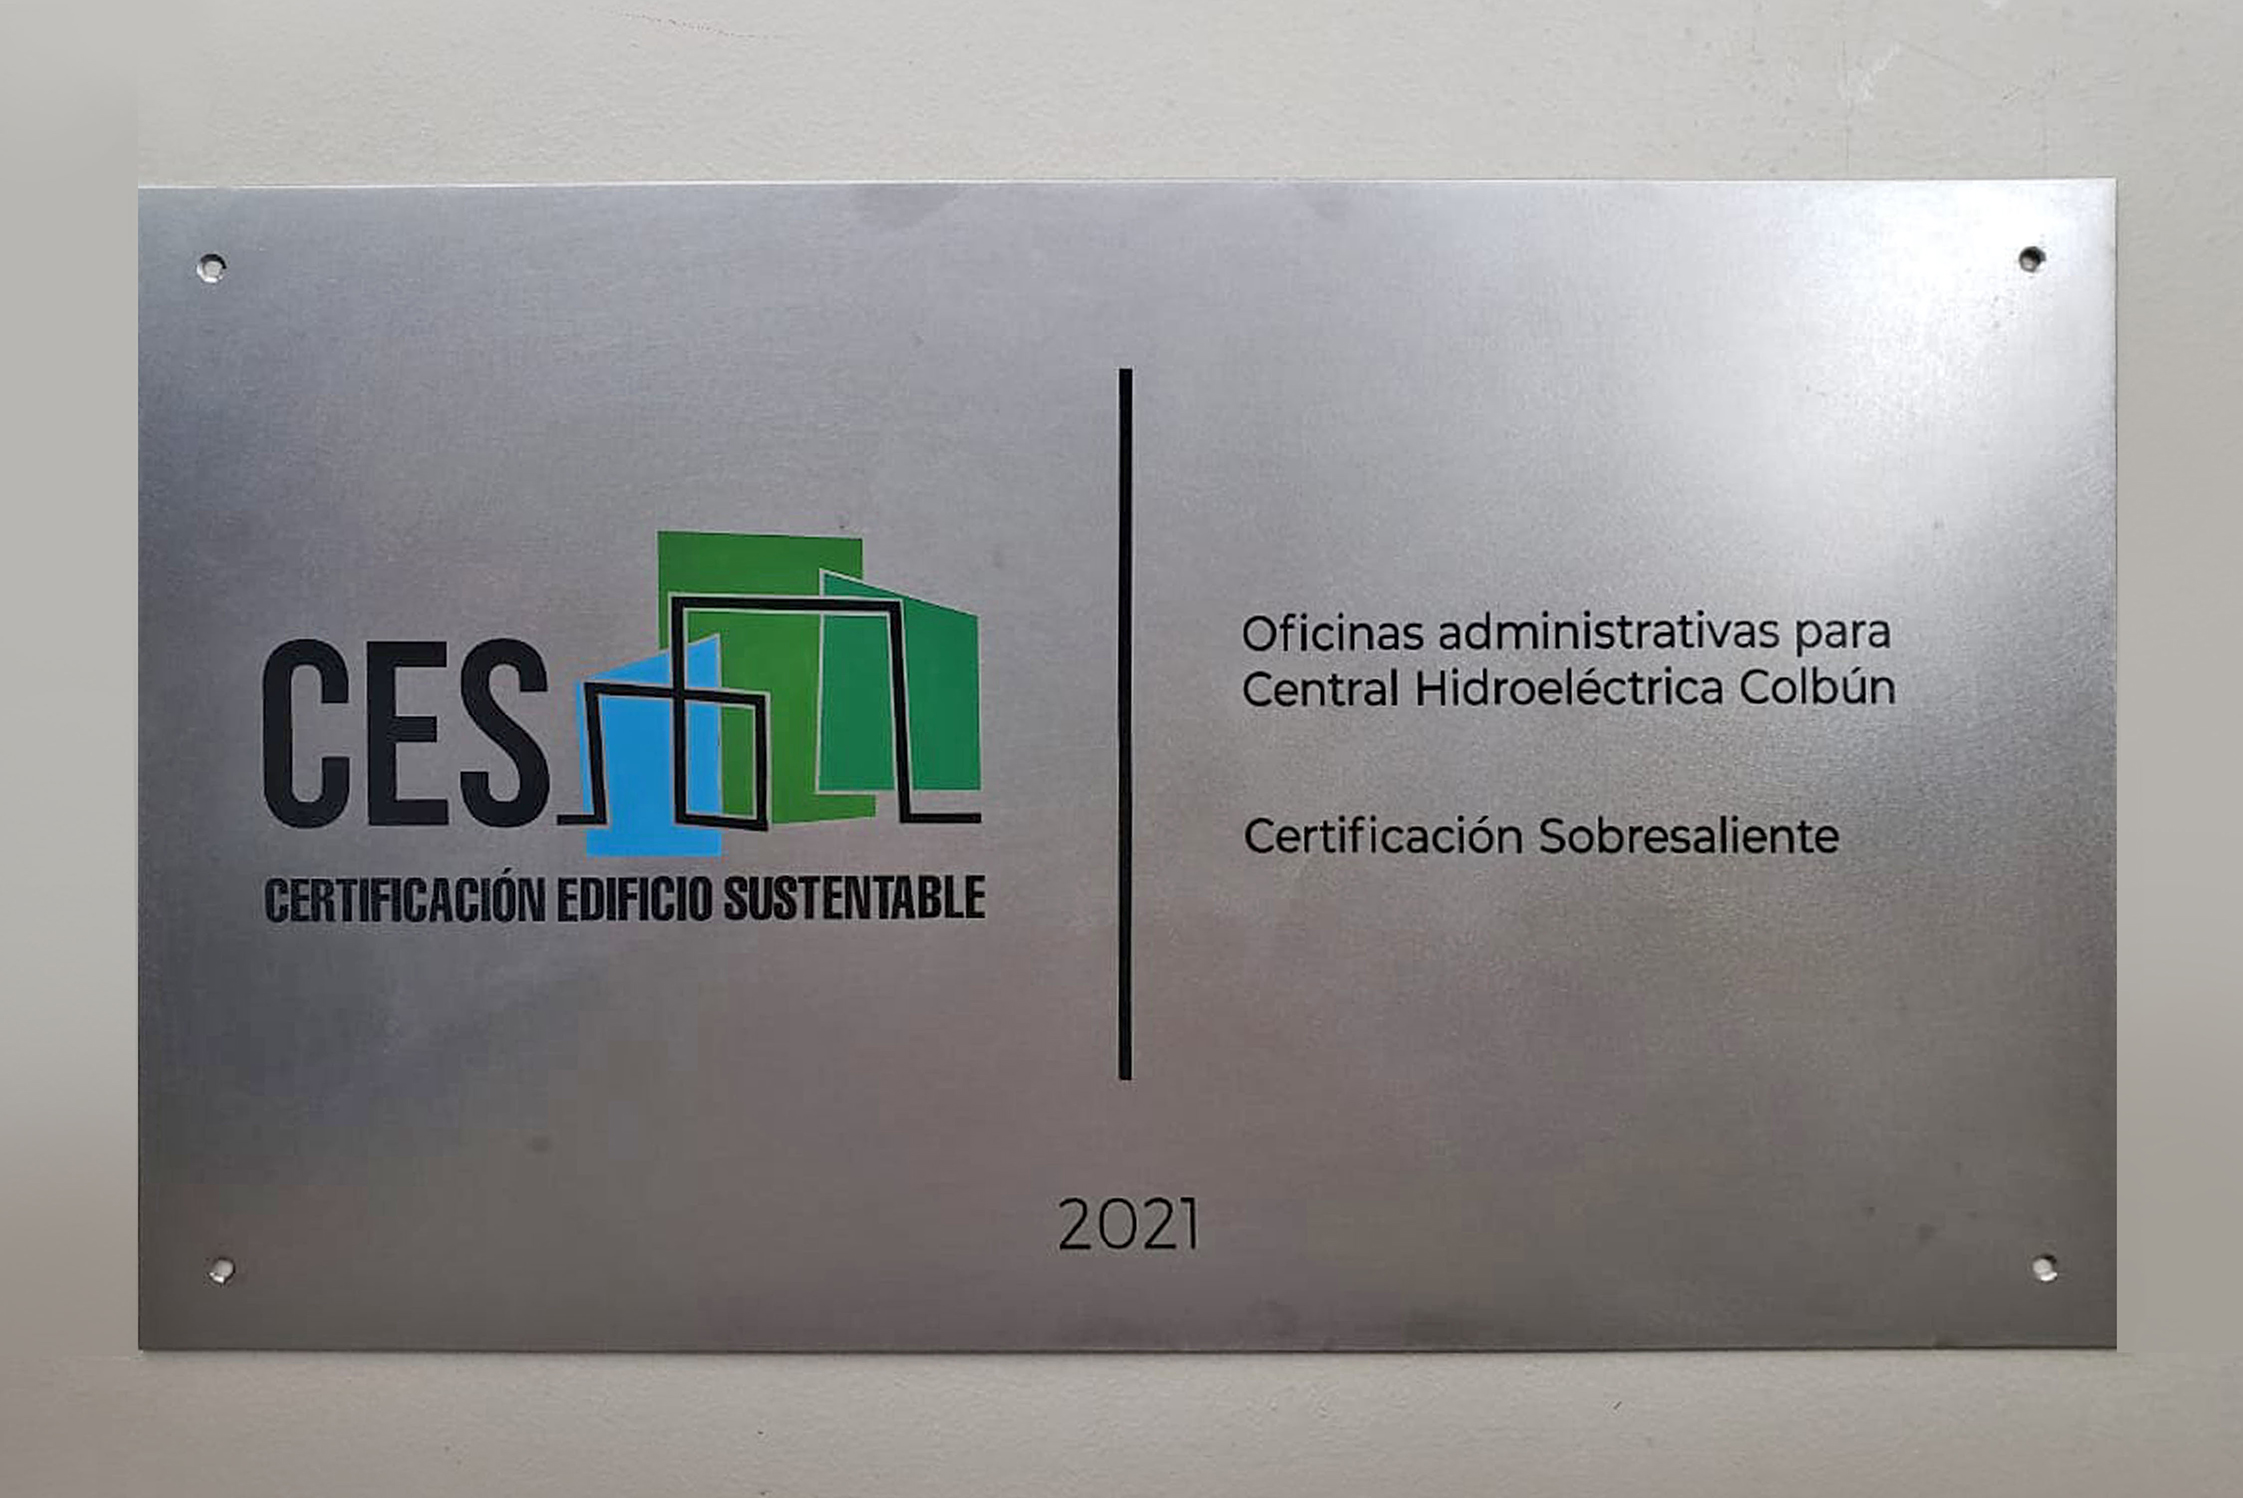 CES
CERTIFICACIÓN EDIFICIO SUSTENTABLE
Oficinas administrativas para
Central Hidroeléctrica Colbún
Certificación Sobresaliente
2021